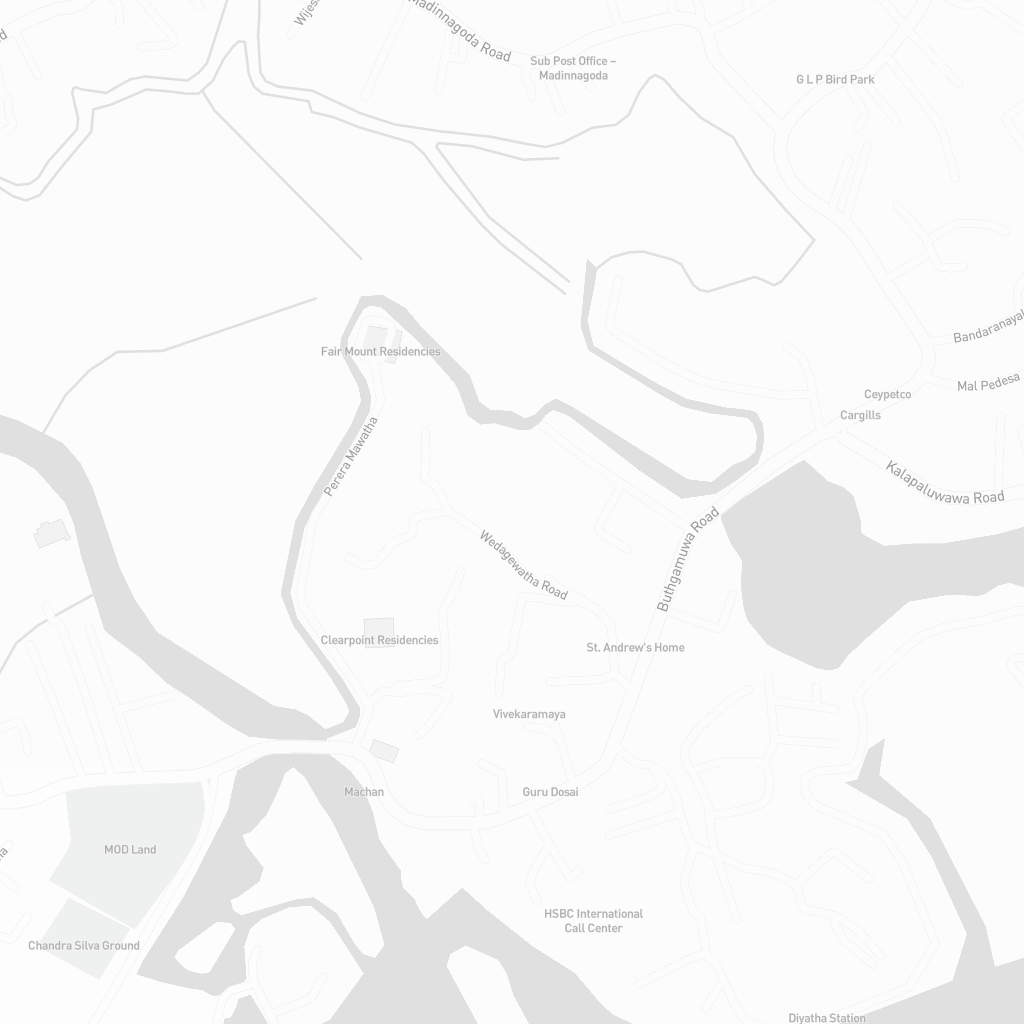 Wijes
Madinnagoda Road
Sub Post Office –
Madinnagoda
G L P Bird Park
Bandaranayak
Fair Mount Residencies
Mal Pedesa
Ceypetco
Cargills
Perera Mawatha
Kalapaluwawa Road
Buthgamuwa Road
Wedagewatha Road
Clearpoint Residencies
St. Andrew's Home
Vivekaramaya
Machan
Guru Dosai
MOD Land
HSBC International
Call Center
Chandra Silva Ground
Diyatha Station